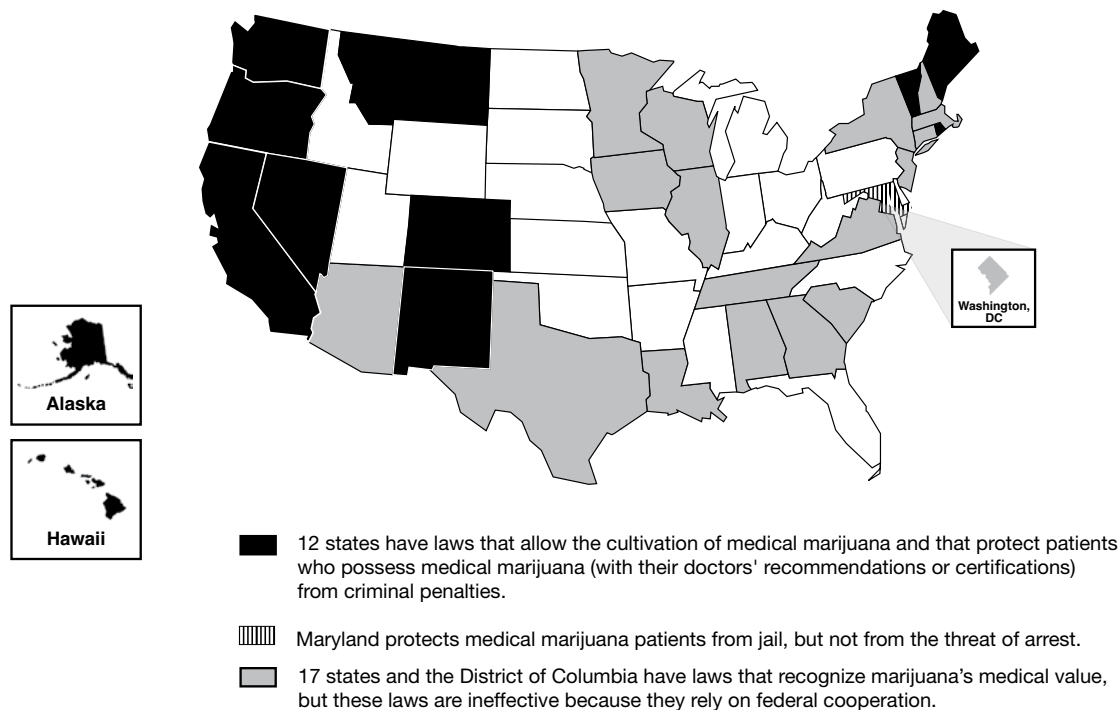 Washington,
DC
Alaska
Hawaii
12 states have laws that allow the cultivation of medical marijuana and that protect patients
who possess medical marijuana (with their doctors' recommendations or certifications)
from criminal penalties.
Maryland protects medical marijuana patients from jail, but not from the threat of arrest.
17 states and the District of Columbia have laws that recognize marijuana’s medical value,
but these laws are ineffective because they rely on federal cooperation.